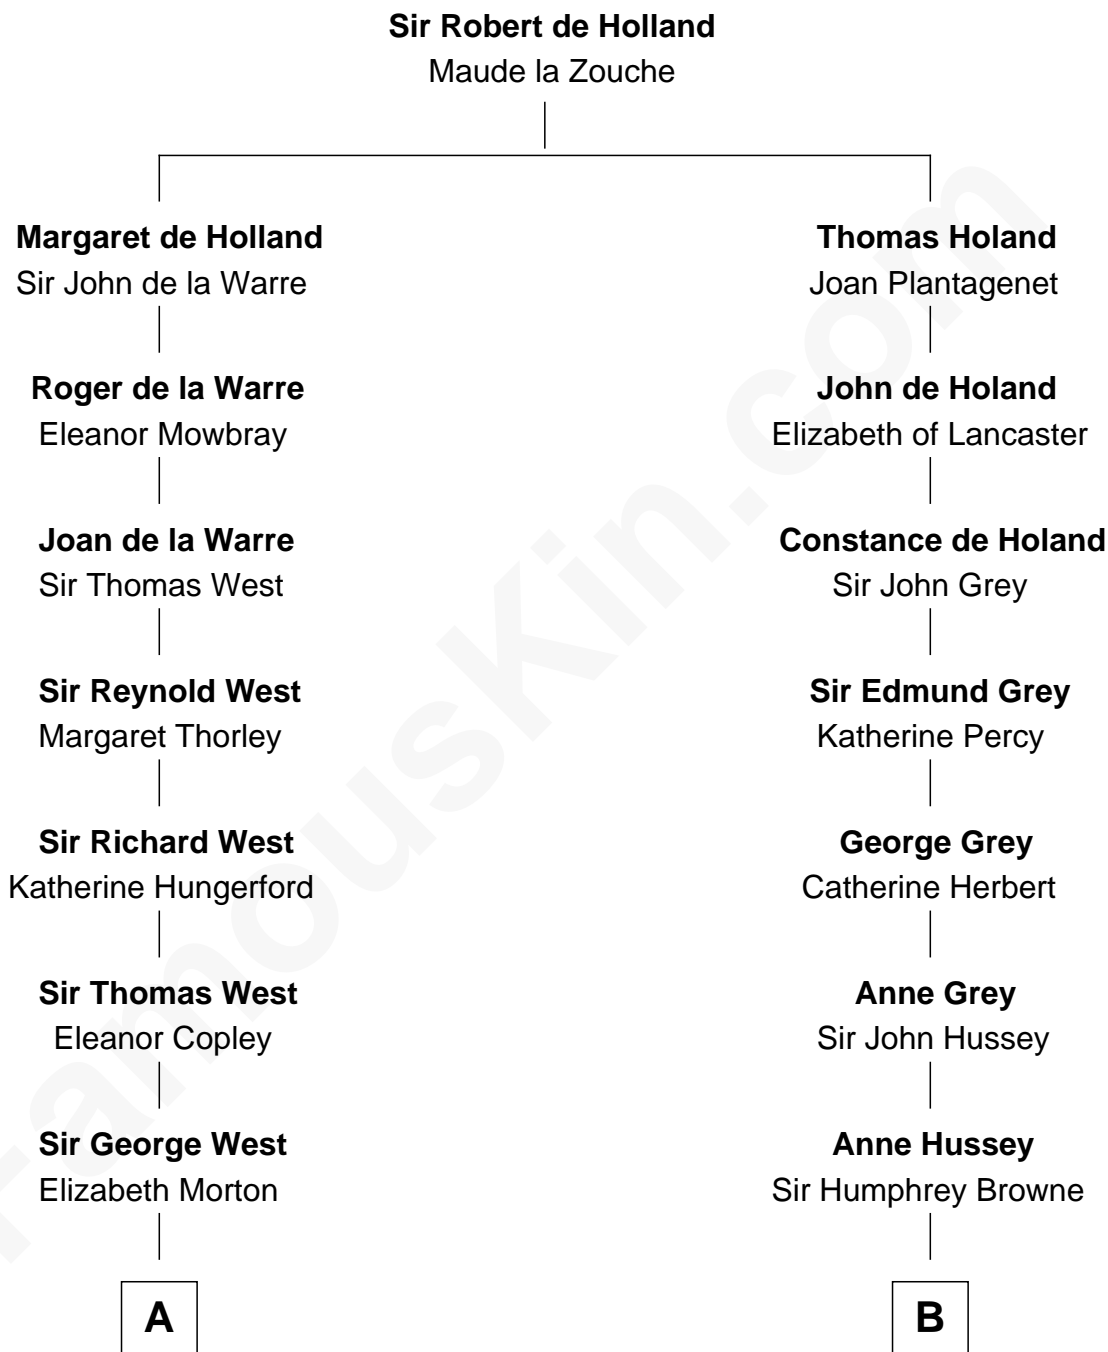 Sir Robert de Holland
Maude la Zouche
Margaret de Holland
Sir John de la Warre
Roger de la Warre
Eleanor Mowbray
Joan de la Warre
Sir Thomas West
Sir Reynold West
Margaret Thorley
Sir Richard West
Katherine Hungerford
Sir Thomas West
Eleanor Copley
Sir George West
Elizabeth Morton
A
Thomas Holand
Joan Plantagenet
John de Holand
Elizabeth of Lancaster
Constance de Holand
Sir John Grey
Sir Edmund Grey
Katherine Percy
George Grey
Catherine Herbert
Anne Grey
Sir John Hussey
Anne Hussey
Sir Humphrey Browne
B
FamousKin.com